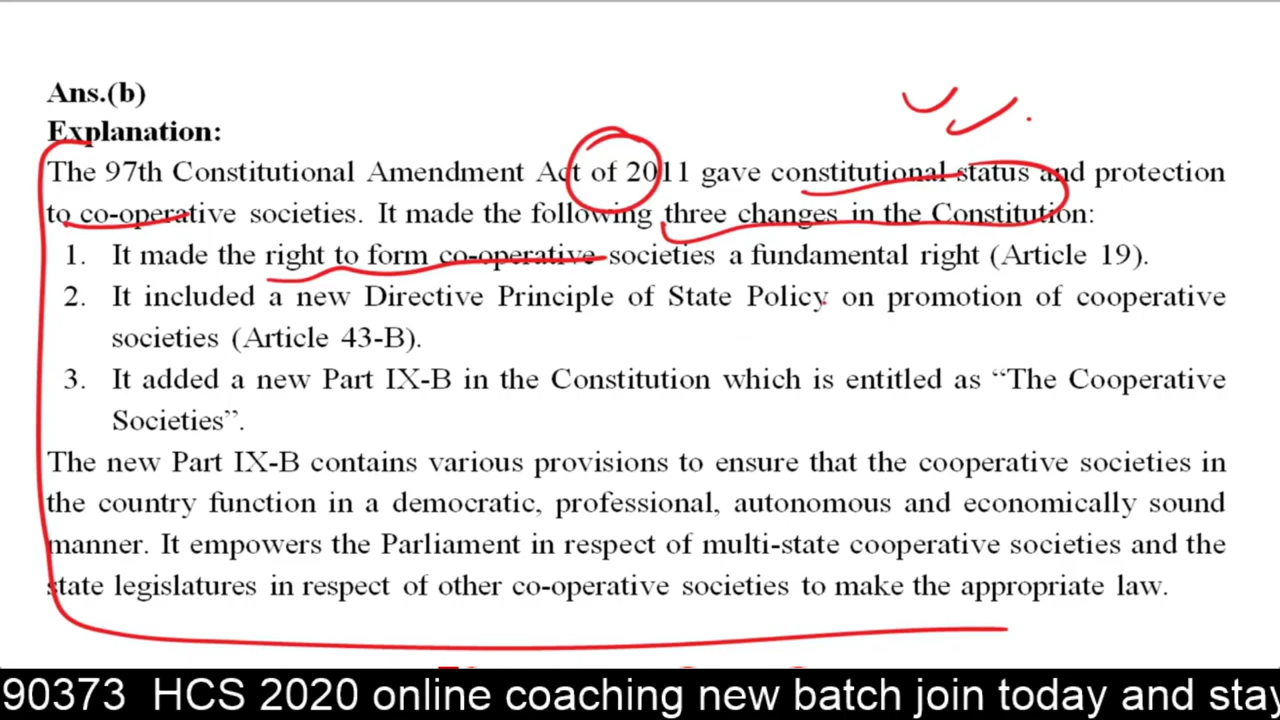 Ans.(b)
Explanation:
The 97th Constitutional Amendment Act of 2011 gave constitutional status and protection
to co-operative societies. It made the following three changes in the Constitution:
1. It made the right to form co-operative societies a fundamental right (Article 19).
2. It included a new Directive Principle of State Policy on promotion of cooperative
societies (Article 43-B).
3. It added a new Part IX-B in the Constitution which is entitled as “The Cooperative
Societies”.
The new Part IX-B contains various provisions to ensure that the cooperative societies in
the country function in a democratic, professional, autonomous and economically sound
manner. It empowers the Parliament in respect of multi-state cooperative societies and the
state legislatures in respect of other co-operative societies to make the appropriate law.
90373 HCS 2020 online coaching new batch join today and stay